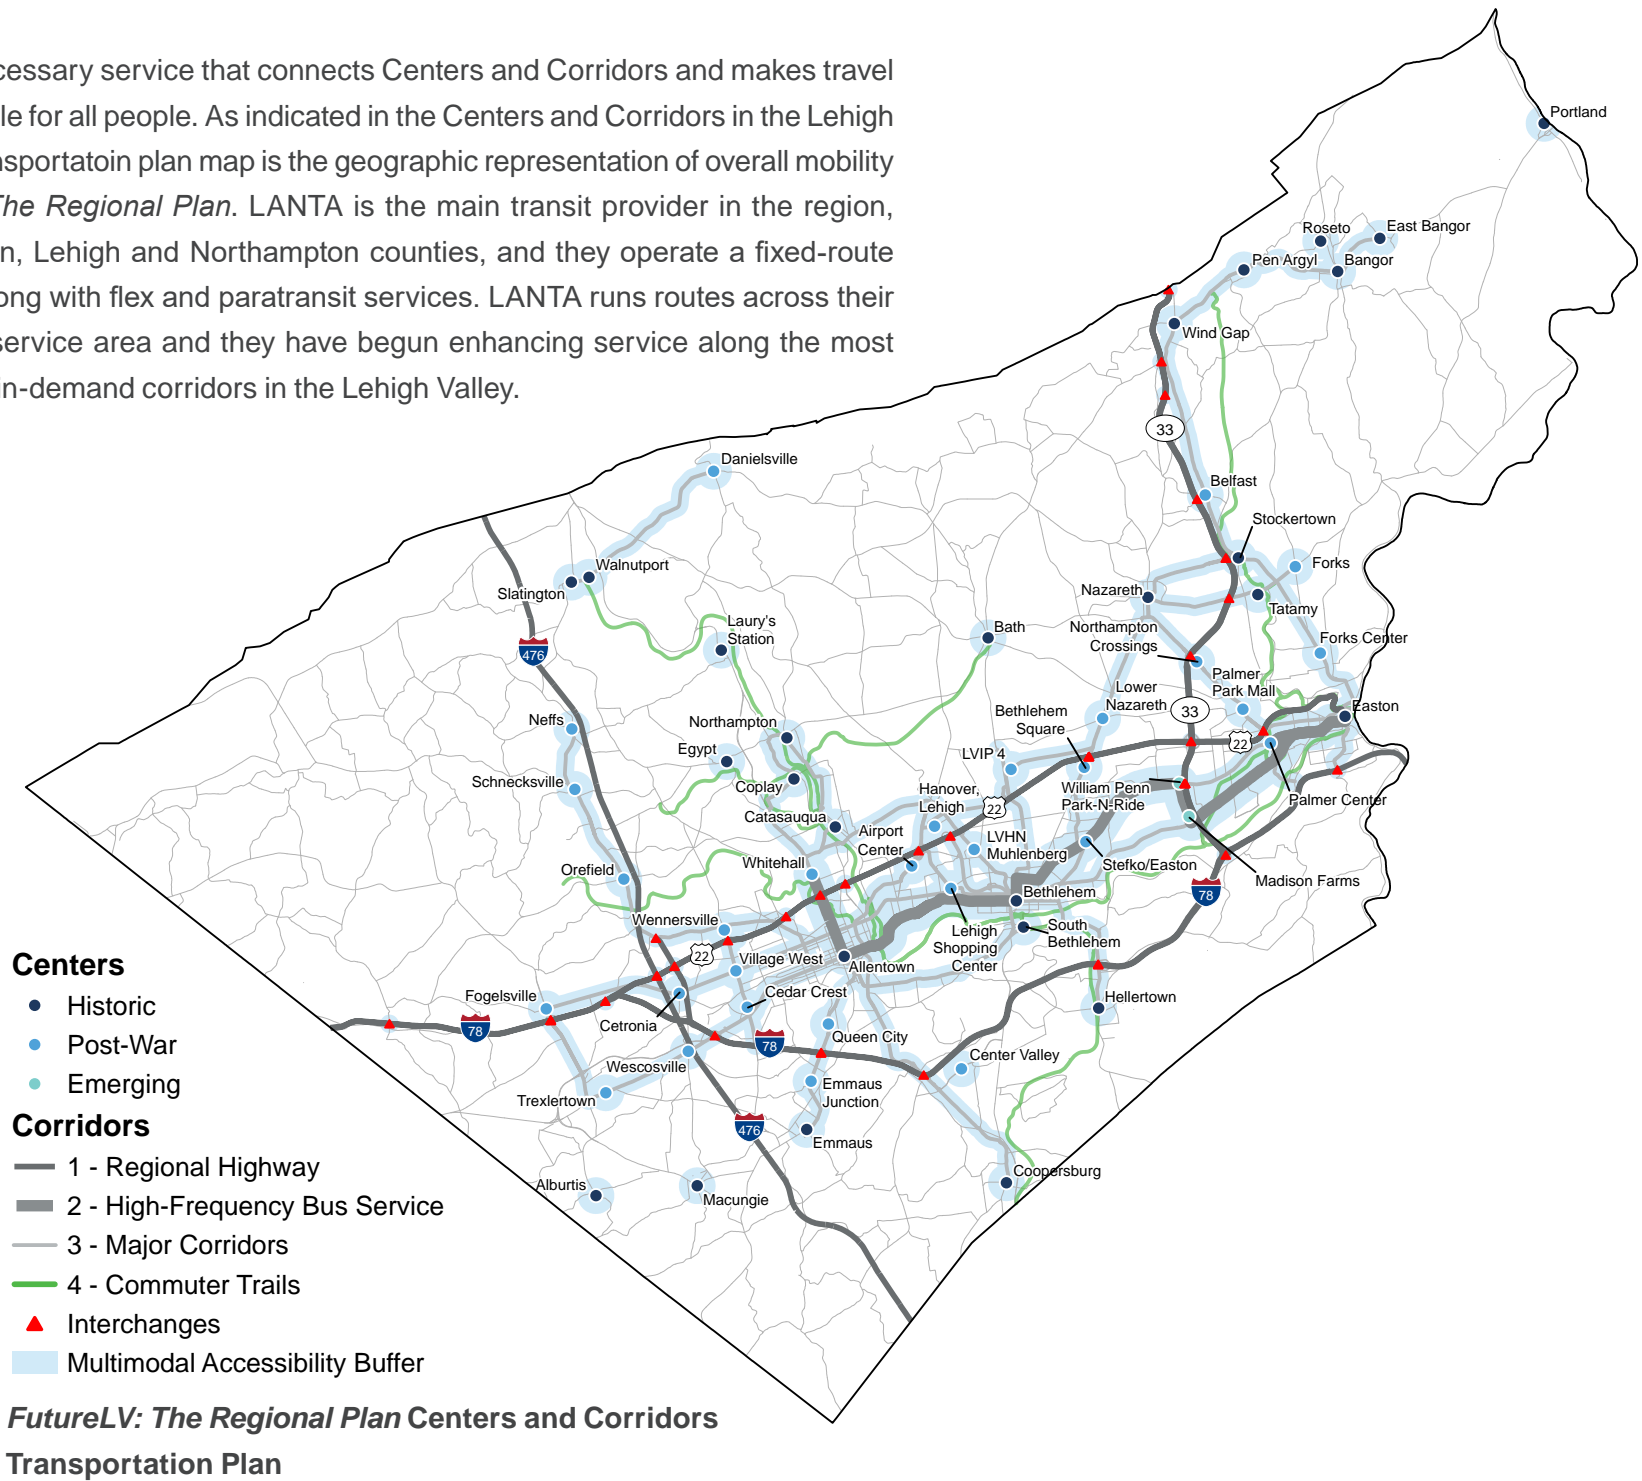 cessary service that connects Centers and Corridors and makes travel
le for all people. As indicated in the Centers and Corridors in the Lehigh
nsportatoin plan map is the geographic representation of overall mobility
The Regional Plan. LANTA is the main transit provider in the region,
n, Lehigh and Northampton counties, and they operate a fixed-route
ong with flex and paratransit services. LANTA runs routes across their
service area and they have begun enhancing service along the most
in-demand corridors in the Lehigh Valley.
Portland
Roseto
East Bangor
Pen Argyl
Bangor
Wind Gap
33
Danielsville
Belfast
Stockertown
Walnutport
Slatington
Forks
Nazareth
Tatamy
Laury's
Station
Bath
Northampton
Crossings
Forks Center
476
Palmer
Park Mall
Lower
Nazareth
Neffs
Northampton
Bethlehem
Square
33
Easton
22
Egypt
LVIP 4
Schnecksville
Coplay
Hanover,
Lehigh
22
William Penn
Park-N-Ride
Palmer Center
Catasauqua
Airport
Center
LVHN
Muhlenberg
Whitehall
Stefko/Easton
Orefield
Madison Farms
78
Bethlehem
Wennersville
South
Bethlehem
Lehigh
Shopping
Center
22
Village West
Allentown
Fogelsville
Cedar Crest
Hellertown
Cetronia
78
Queen City
78
Center Valley
Wescosville
Trexlertown
Emmaus
Junction
476
Emmaus
Coopersburg
Alburtis
Macungie
Centers
Historic
Post-War
Emerging
Corridors
1 - Regional Highway
2 - High-Frequency Bus Service
3 - Major Corridors
4 - Commuter Trails
Interchanges
Multimodal Accessibility Buffer
FutureLV: The Regional Plan Centers and Corridors
Transportation Plan